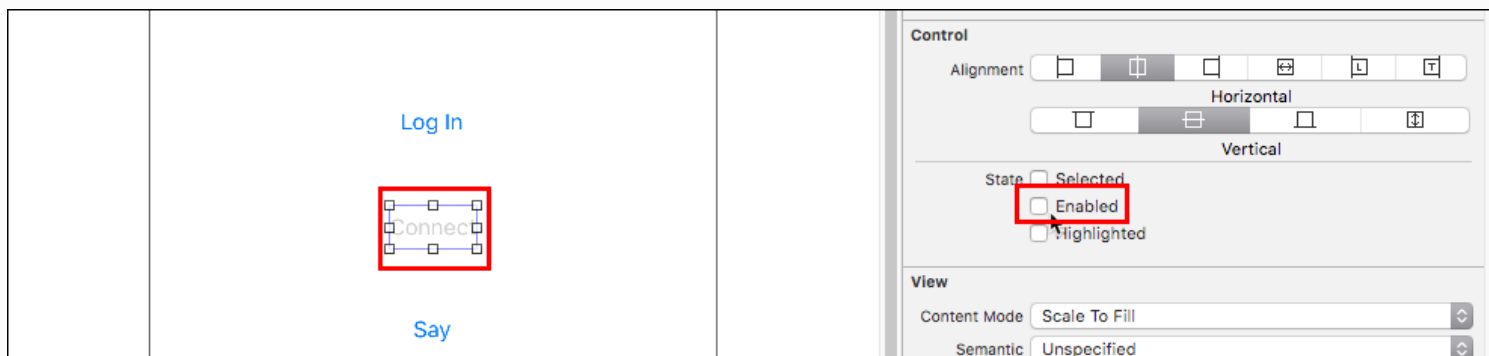 Log In
Connect
Say
Control
Alignment
L
T
Horizontal
Vertical
State
Selected
Enabled
Highlighted
View
Content Mode
Scale To Fill
Semantic
Unspecified